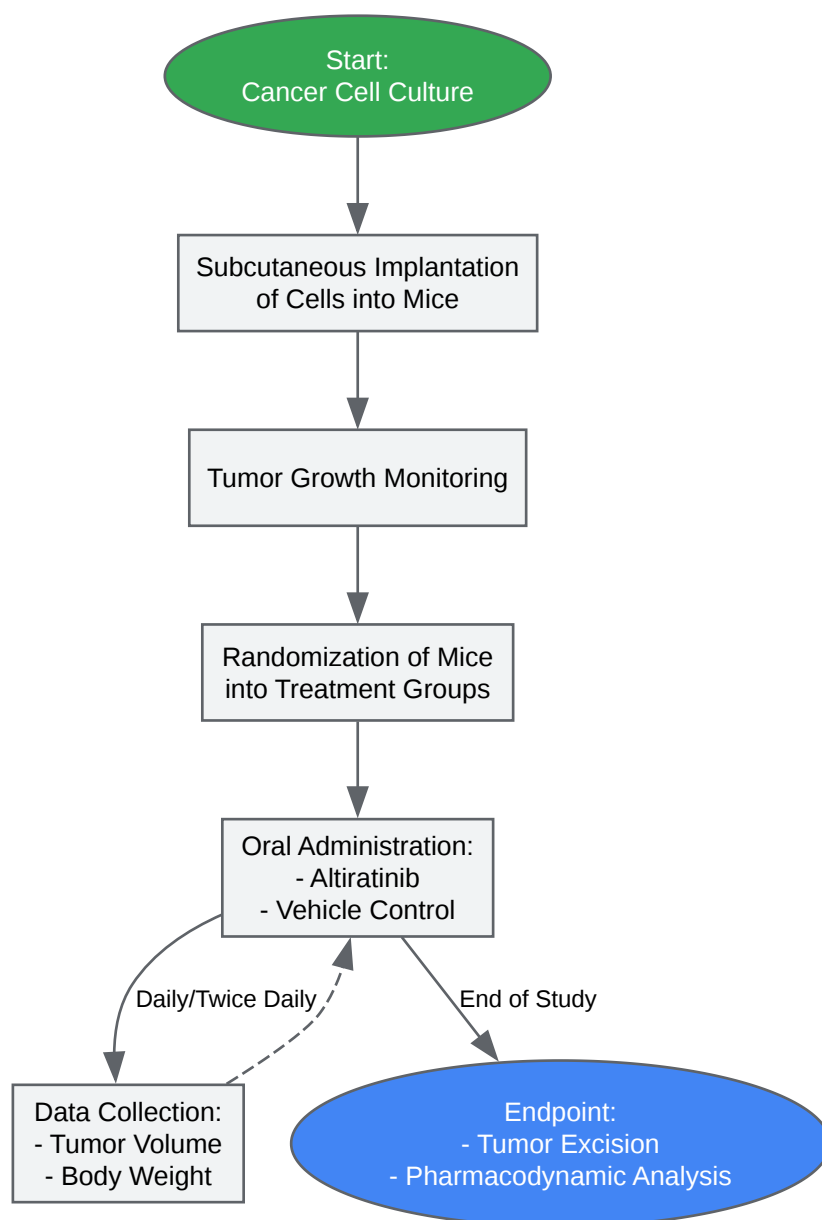 Start:
Cancer Cell Culture
Subcutaneous Implantation
of Cells into Mice
Tumor Growth Monitoring
Randomization of Mice
into Treatment Groups
Oral Administration:
- Altiratinib
- Vehicle Control
Daily/Twice Daily
End of Study
Data Collection:
- Tumor Volume
- Body Weight
Endpoint:
- Tumor Excision
- Pharmacodynamic Analysis